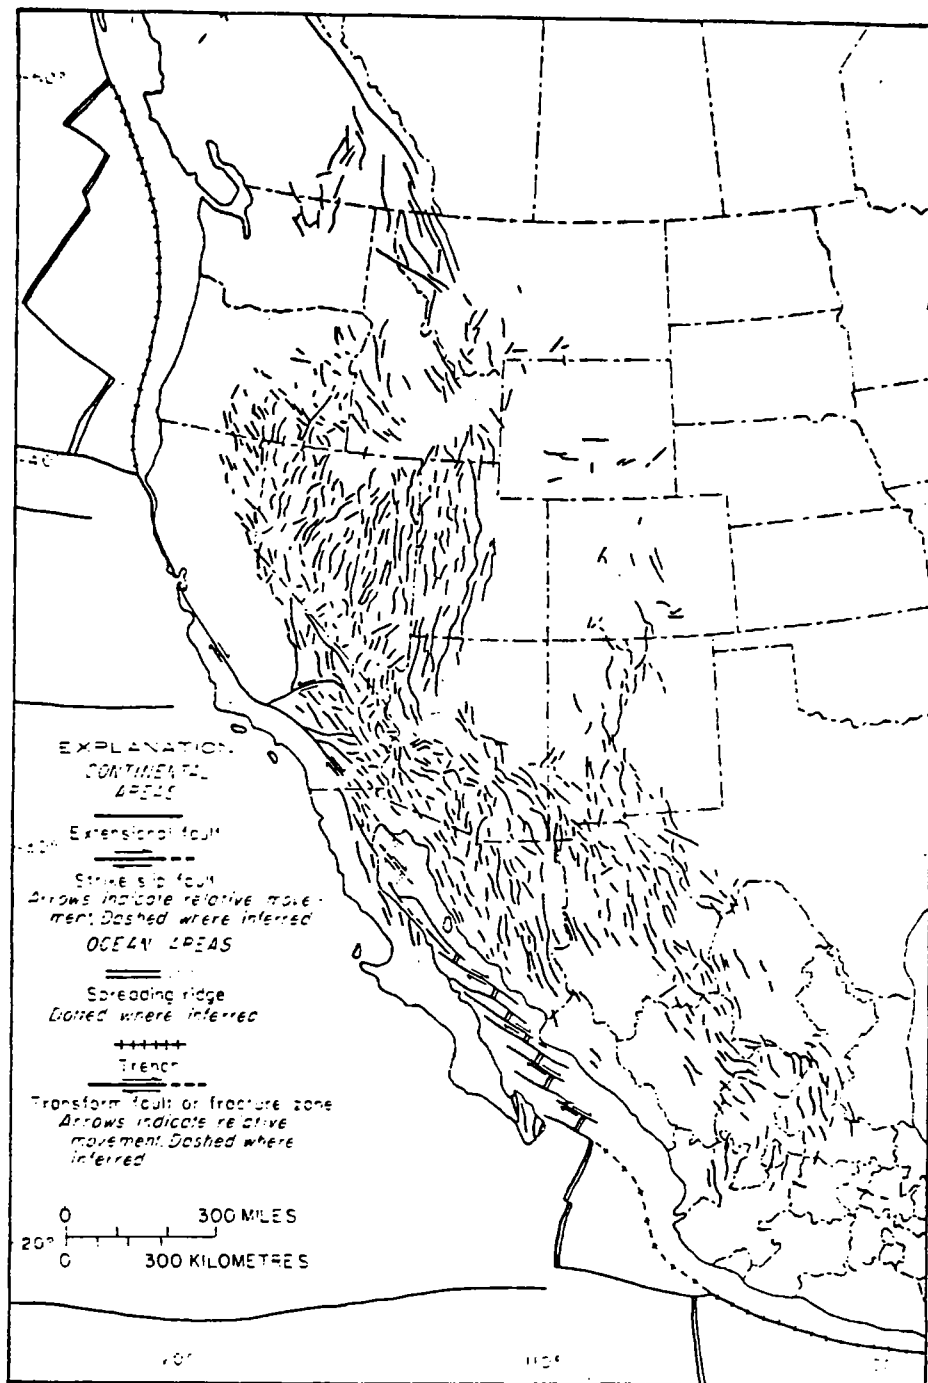 50°
40°
EXPLANATION
CONTINENTAL
AREAS
Extensional fault
Strike slip fault
Arrows indicate relative move-
ment. Dashed where inferred
OCEAN AREAS
Spreading ridge
Dotted where inferred
Trench
Transform fault or fracture zone
Arrows indicate relative
movement. Dashed where
inferred
0 300 MILES
20°
0 300 KILOMETRES
110°